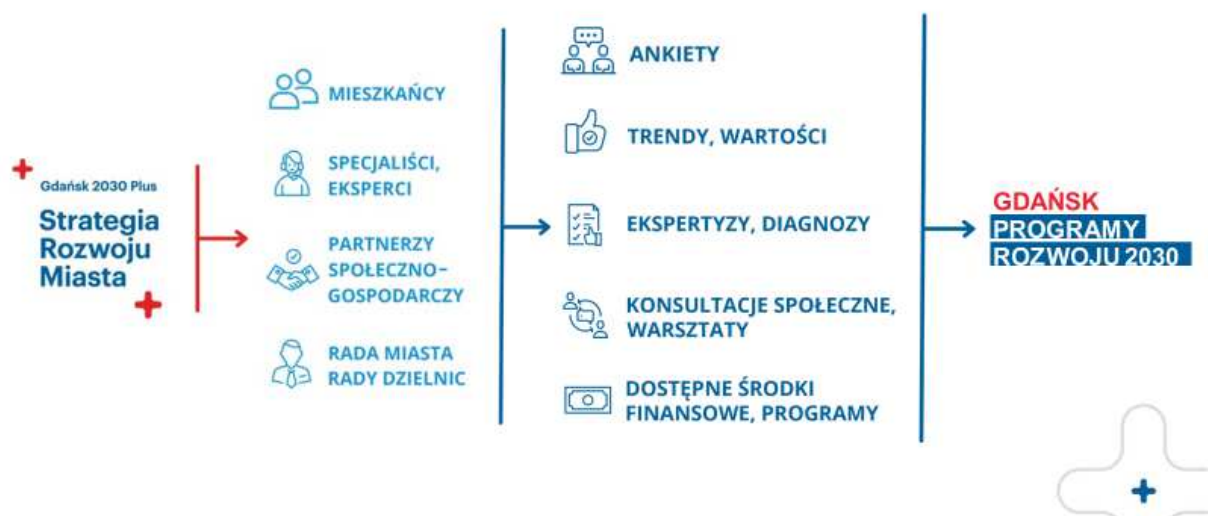 Gdańsk 2030 Plus
Strategia
Rozwoju
Miasta
MIESZKAŃCY
SPECJALIŚCI,
EKSPERCI
PARTNERZY
SPOŁECZNO-
GOSPODARCZY
RADA MIASTA
RADY DZIELNIC
ANKIETY
TRENDY, WARTOŚCI
EKSPERTYZY, DIAGNOZY
KONSULTACJE SPOŁECZNE,
WARSZTATY
DOSTĘPNE ŚRODKI
FINANSOWE, PROGRAMY
GDAŃSK
PROGRAMY
ROZWOJU 2030